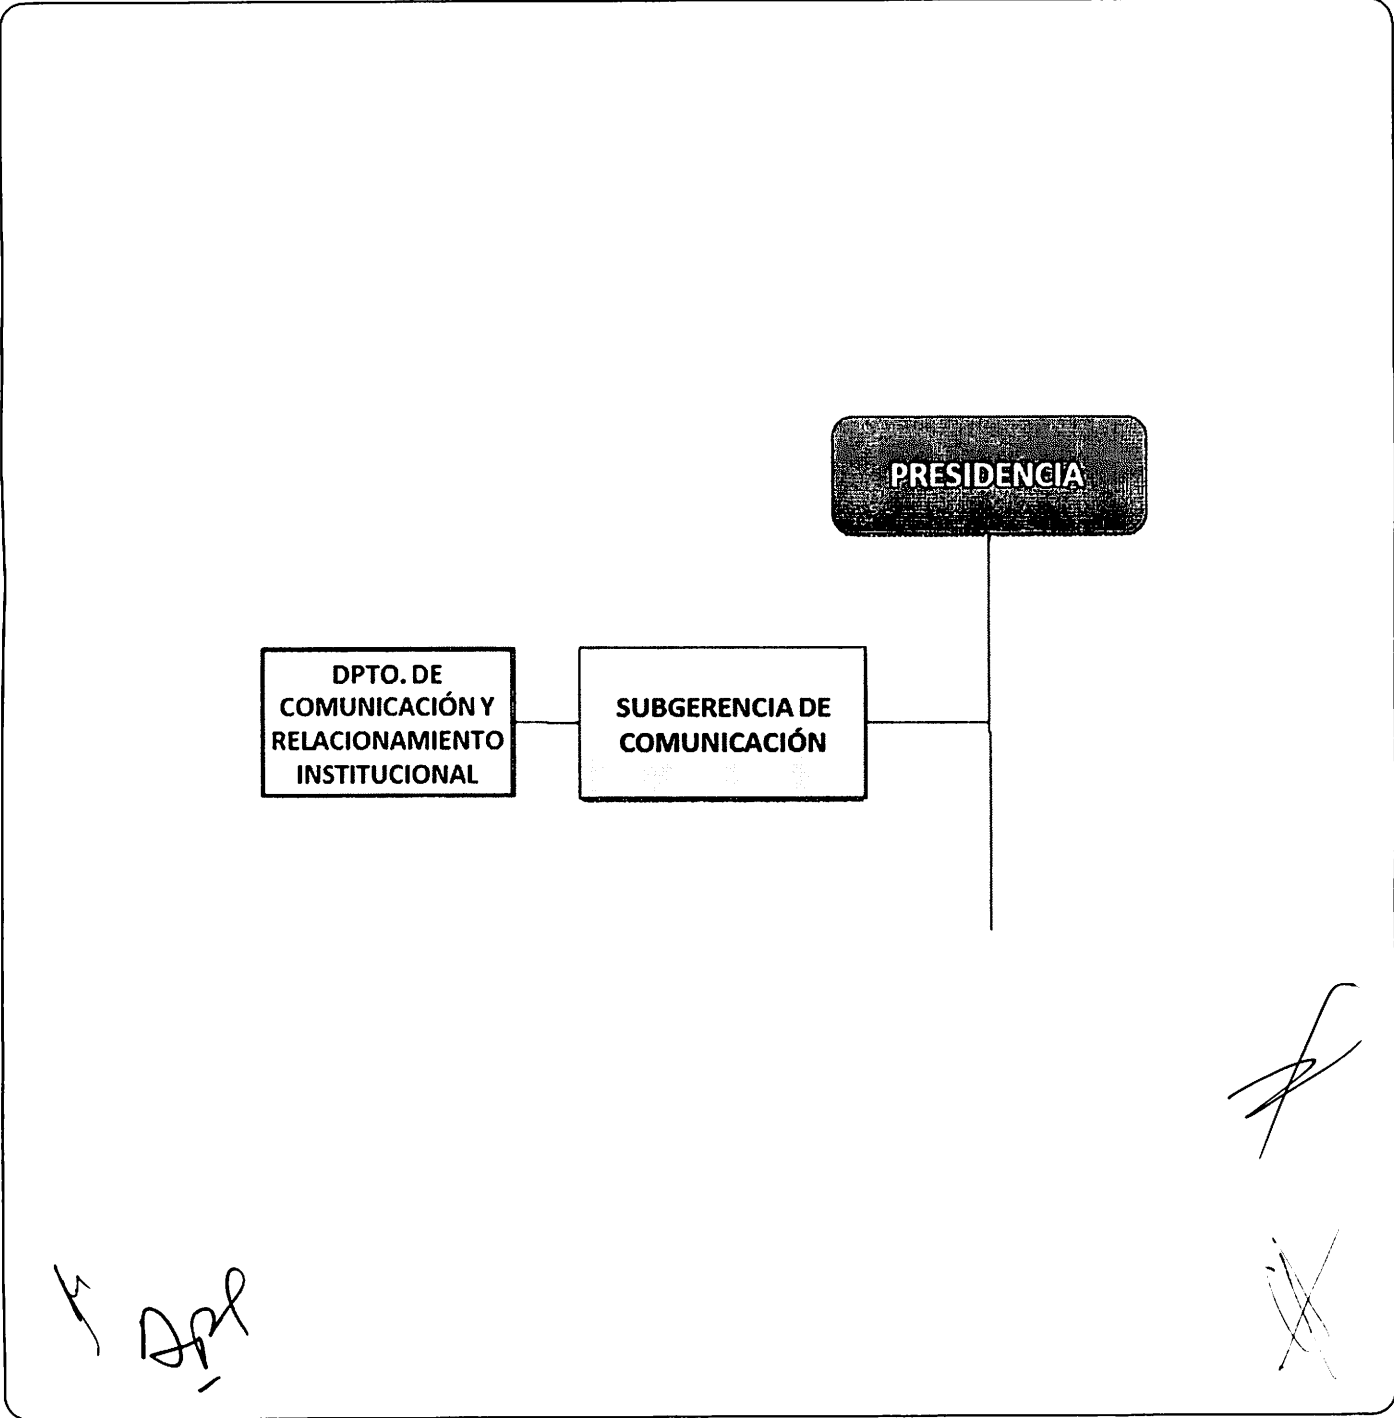 PRESIDENCIA
DPTO. DE
COMUNICACIÓN Y
RELACIONAMIENTO
INSTITUCIONAL
SUBGERENCIA DE
COMUNICACIÓN